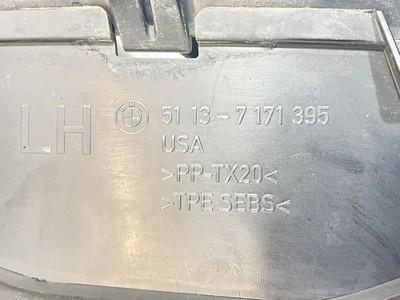 LH 51 13 - 7 171 395
USA
>PP-TX20<
>TPE SEBS<